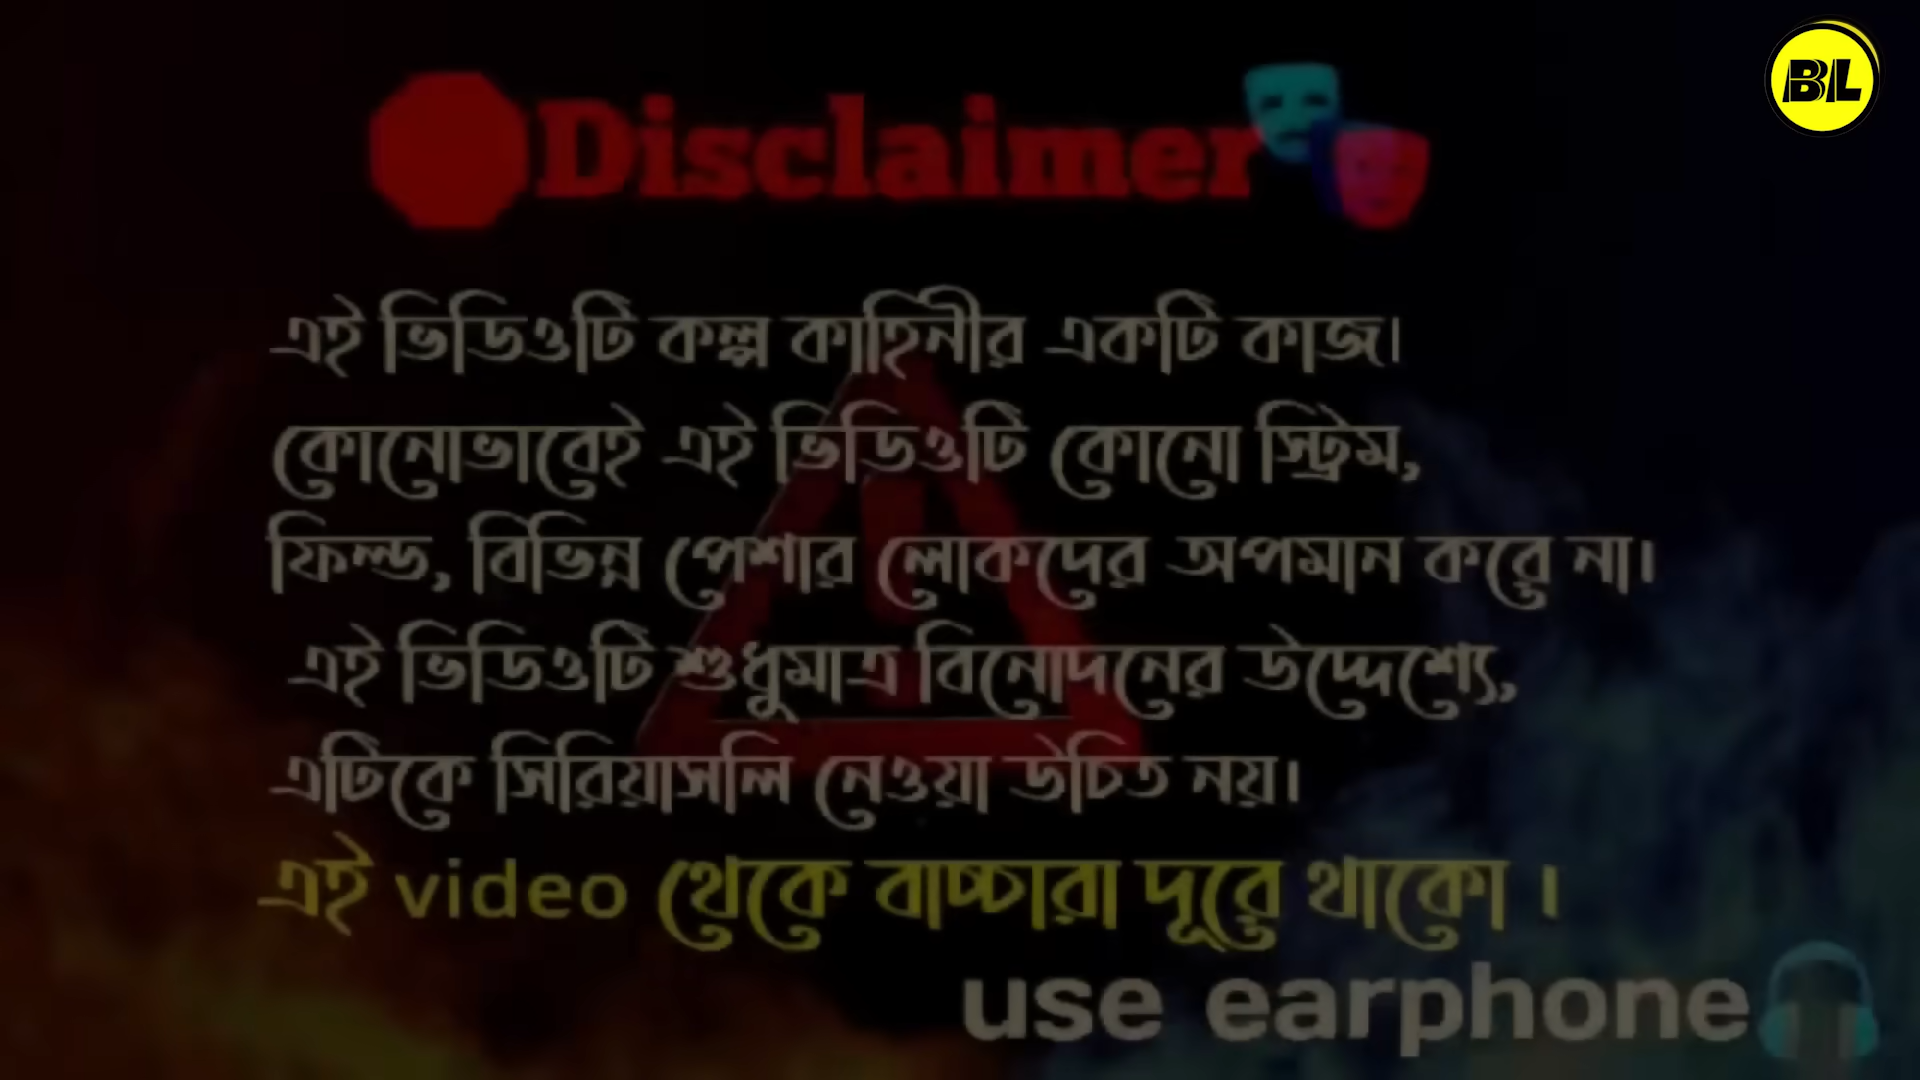 BL
Disclaimer
এই ভিডিওটি কল্প কাহিনীর একটি কাজ।
কোনোভাবেই এই ভিডিওটি কোনো স্ট্রিম,
ফিল্ড, বিভিন্ন পেশার লোকদের অপমান করে না।
এই ভিডিওটি শুধুমাত্র বিনোদনের উদ্দেশ্যে,
এটিকে সিরিয়াসলি নেওয়া উচিত নয়।
এই video থেকে বাচ্চারা দূরে থাকো ।
use earphone